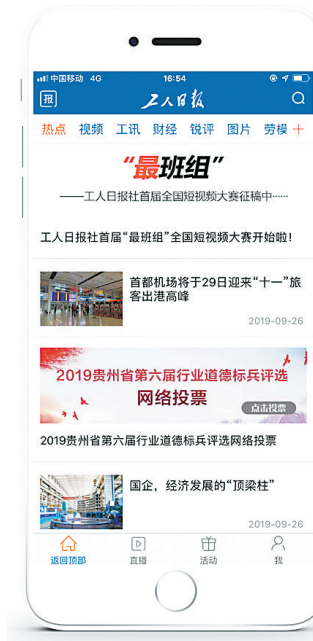 中国移动 4G 16:54
报 工人日报
热点 视频 工讯 财经 锐评 图片 劳模 +
“最班组”
——工人日报社首届全国短视频大赛征稿中······
工人日报社首届“最班组”全国短视频大赛开始啦!
首都机场将于29日迎来“十一”旅
客出港高峰
2019-09-26
2019贵州省第六届行业道德标兵评选
网络投票
点击投票
2019贵州省第六届行业道德标兵评选网络投票
国企，经济发展的“顶梁柱”
2019-09-26
返回顶部 直播 活动 我